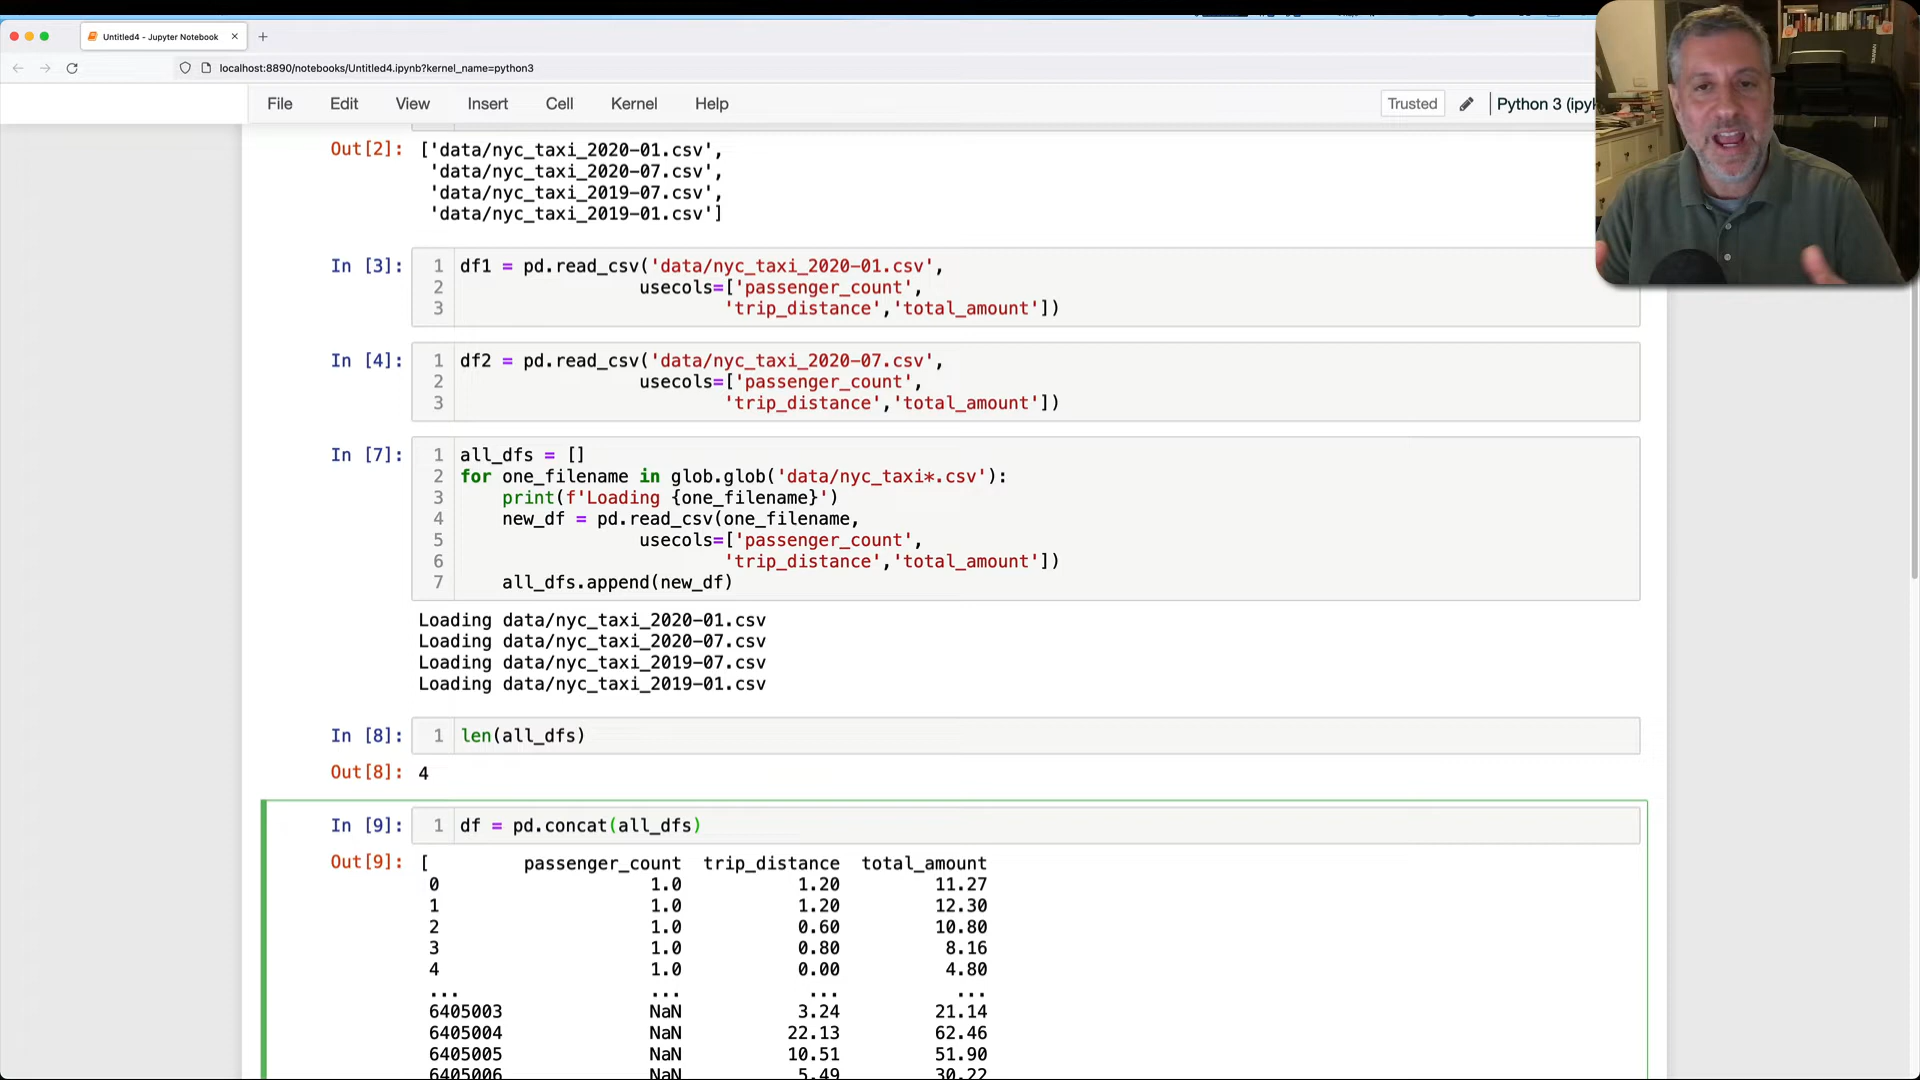 Untitled4 - Jupyter Notebook
localhost:8890/notebooks/Untitled4.ipynb?kernel_name=python3
File Edit View Insert Cell Kernel Help Trusted Python 3 (ipyk
Out[2]: ['data/nyc_taxi_2020-01.csv',
'data/nyc_taxi_2020-07.csv',
'data/nyc_taxi_2019-07.csv',
'data/nyc_taxi_2019-01.csv']
In [3]: 1 df1 = pd.read_csv('data/nyc_taxi_2020-01.csv',
2 usecols=['passenger_count',
3 'trip_distance','total_amount'])
In [4]: 1 df2 = pd.read_csv('data/nyc_taxi_2020-07.csv',
2 usecols=['passenger_count',
3 'trip_distance','total_amount'])
In [7]: 1 all_dfs = []
2 for one_filename in glob.glob('data/nyc_taxi*.csv'):
3 print(f'Loading {one_filename}')
4 new_df = pd.read_csv(one_filename,
5 usecols=['passenger_count',
6 'trip_distance','total_amount'])
7 all_dfs.append(new_df)
Loading data/nyc_taxi_2020-01.csv
Loading data/nyc_taxi_2020-07.csv
Loading data/nyc_taxi_2019-07.csv
Loading data/nyc_taxi_2019-01.csv
In [8]: 1 len(all_dfs)
Out[8]: 4
In [9]: 1 df = pd.concat(all_dfs)
Out[9]: [ passenger_count trip_distance total_amount
0 1.0 1.20 11.27
1 1.0 1.20 12.30
2 1.0 0.60 10.80
3 1.0 0.80 8.16
4 1.0 0.00 4.80
... ... ... ...
6405003 NaN 3.24 21.14
6405004 NaN 22.13 62.46
6405005 NaN 10.51 51.90
6405006 NaN 5.49 30.22